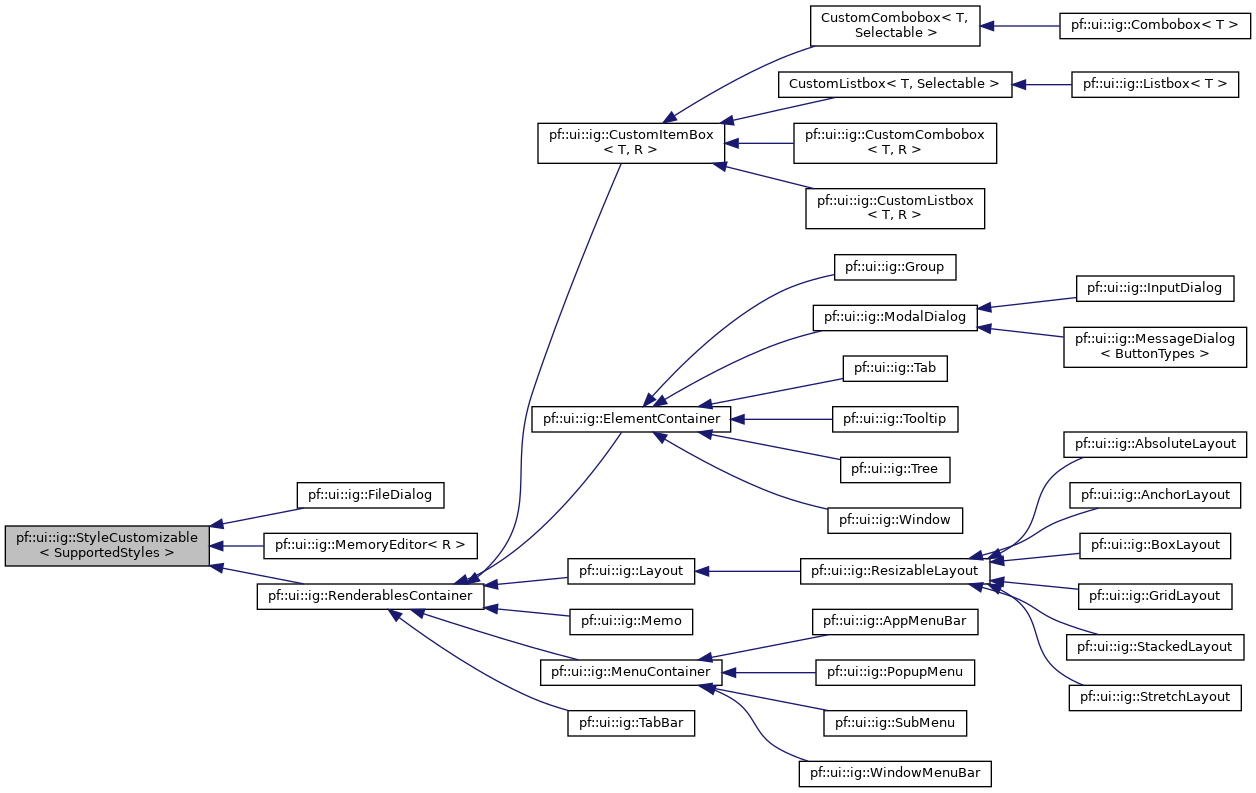 CustomCombobox< T,
Selectable >
pf::ui::ig::Combobox< T >
CustomListbox< T, Selectable >
pf::ui::ig::Listbox< T >
pf::ui::ig::CustomItemBox
< T, R >
pf::ui::ig::CustomCombobox
< T, R >
pf::ui::ig::CustomListbox
< T, R >
pf::ui::ig::Group
pf::ui::ig::InputDialog
pf::ui::ig::ModalDialog
pf::ui::ig::MessageDialog
< ButtonTypes >
pf::ui::ig::Tab
pf::ui::ig::ElementContainer
pf::ui::ig::Tooltip
pf::ui::ig::AbsoluteLayout
pf::ui::ig::Tree
pf::ui::ig::FileDialog
pf::ui::ig::AnchorLayout
pf::ui::ig::Window
pf::ui::ig::StyleCustomizable
< SupportedStyles >
pf::ui::ig::MemoryEditor< R >
pf::ui::ig::BoxLayout
pf::ui::ig::Layout
pf::ui::ig::ResizableLayout
pf::ui::ig::RenderablesContainer
pf::ui::ig::GridLayout
pf::ui::ig::Memo
pf::ui::ig::AppMenuBar
pf::ui::ig::StackedLayout
pf::ui::ig::MenuContainer
pf::ui::ig::PopupMenu
pf::ui::ig::StretchLayout
pf::ui::ig::TabBar
pf::ui::ig::SubMenu
pf::ui::ig::WindowMenuBar